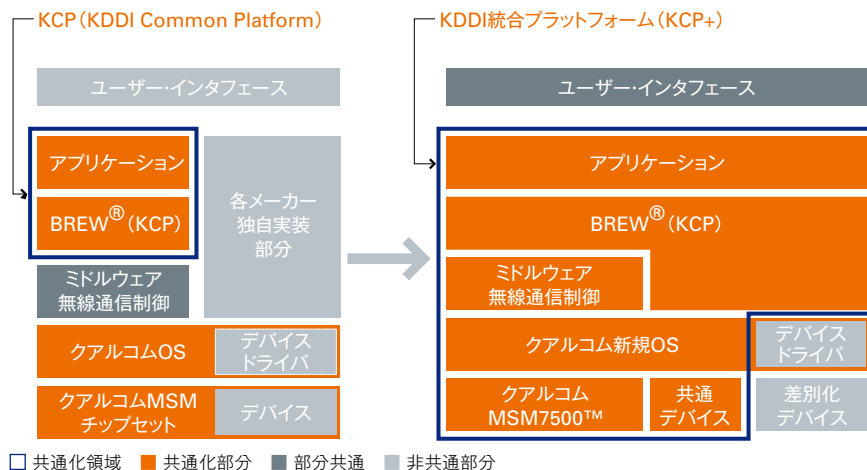 KCP(KDDI Common Platform)
ユーザー・インタフェース
アプリケーション
BREW®(KCP)
各メーカー
独自実装
部分
ミドルウェア
無線通信制御
クアルコムOS
デバイス
ドライバ
クアルコムMSM
チップセット
デバイス
KDDI統合プラットフォーム(KCP+)
ユーザー・インタフェース
アプリケーション
BREW®(KCP)
ミドルウェア
無線通信制御
クアルコム新規OS
デバイス
ドライバ
クアルコム
MSM7500™
共通
デバイス
差別化
デバイス
共通化領域 共通化部分 部分共通 非共通部分